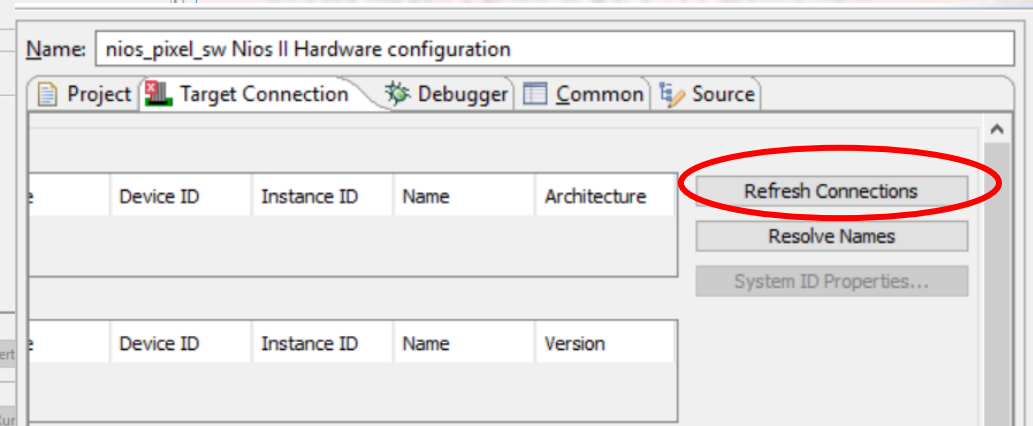 Name: nios_pixel_sw Nios II Hardware configuration
Project Target Connection Debugger Common Source
Device ID Instance ID Name Architecture
Refresh Connections
Resolve Names
System ID Properties...
Device ID Instance ID Name Version